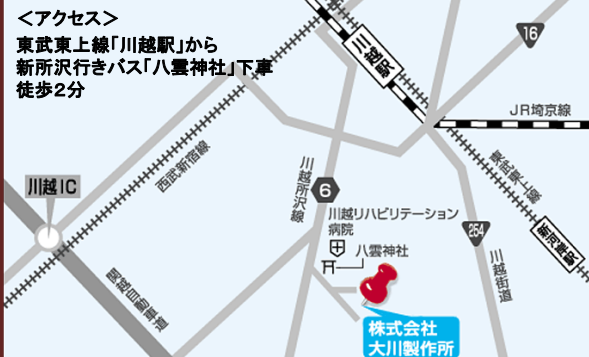 ＜アクセス＞
東武東上線「川越駅」から
新所沢行きバス「八雲神社」下車
徒歩2分
川越駅
16
JR埼京線
東武東上線
西武新宿線
川越所沢線
6
川越IC
川越リハビリテーション
病院
八雲神社
254
川越街道
新河岸駅
関越自動車道
株式会社
大川製作所